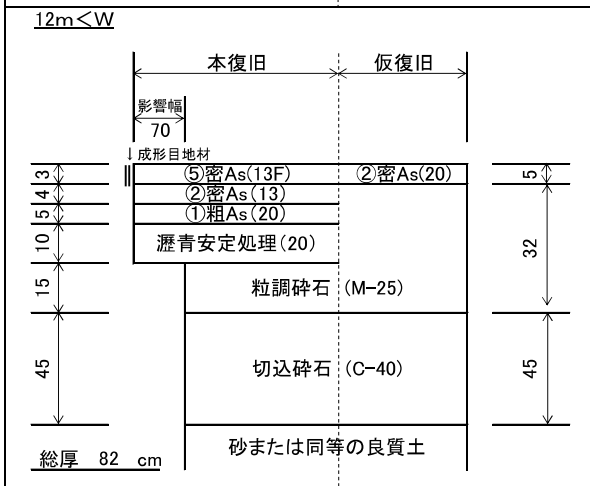 12m<W
本復旧 仮復旧
影響幅
70
↓成形目地材
3 ⑤密As(13F) ②密As(20) 5
4 ②密As(13)
5 ①粗As(20)
10 瀝青安定処理(20) 32
15 粒調砕石 (M-25)
45 切込砕石 (C-40) 45
砂または同等の良質土
総厚 82 cm